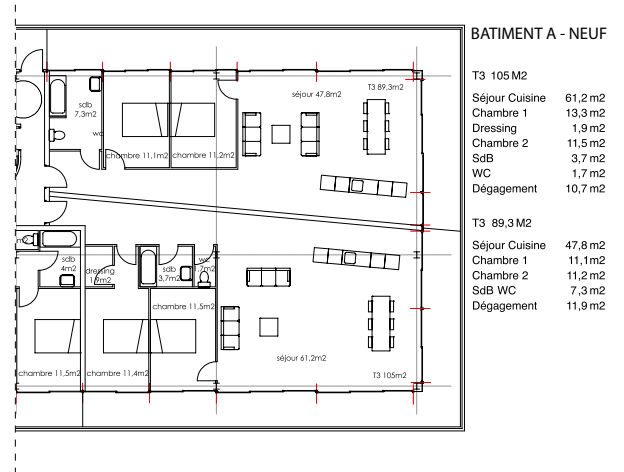 BATIMENT A - NEUF
T3 105 M2
Séjour Cuisine 61,2 m2
Chambre 1 13,3 m2
Dressing 1,9 m2
Chambre 2 11,5 m2
SdB 3,7 m2
WC 1,7 m2
Dégagement 10,7 m2
T3 89,3 M2
Séjour Cuisine 47,8 m2
Chambre 1 11,1m2
Chambre 2 11,2 m2
SdB WC 7,3 m2
Dégagement 11,9 m2
T3 89,3m2
séjour 47,8m2
sdb
7,3m2
wc
chambre 11,1m2
chambre 11,2m2
sdb
4m2
dressing
1,9m2
sdb
3,7m2
wc
1,7m2
chambre 11,5m2
séjour 61,2m2
chambre 11,5m2
chambre 11,4m2
T3 105m2